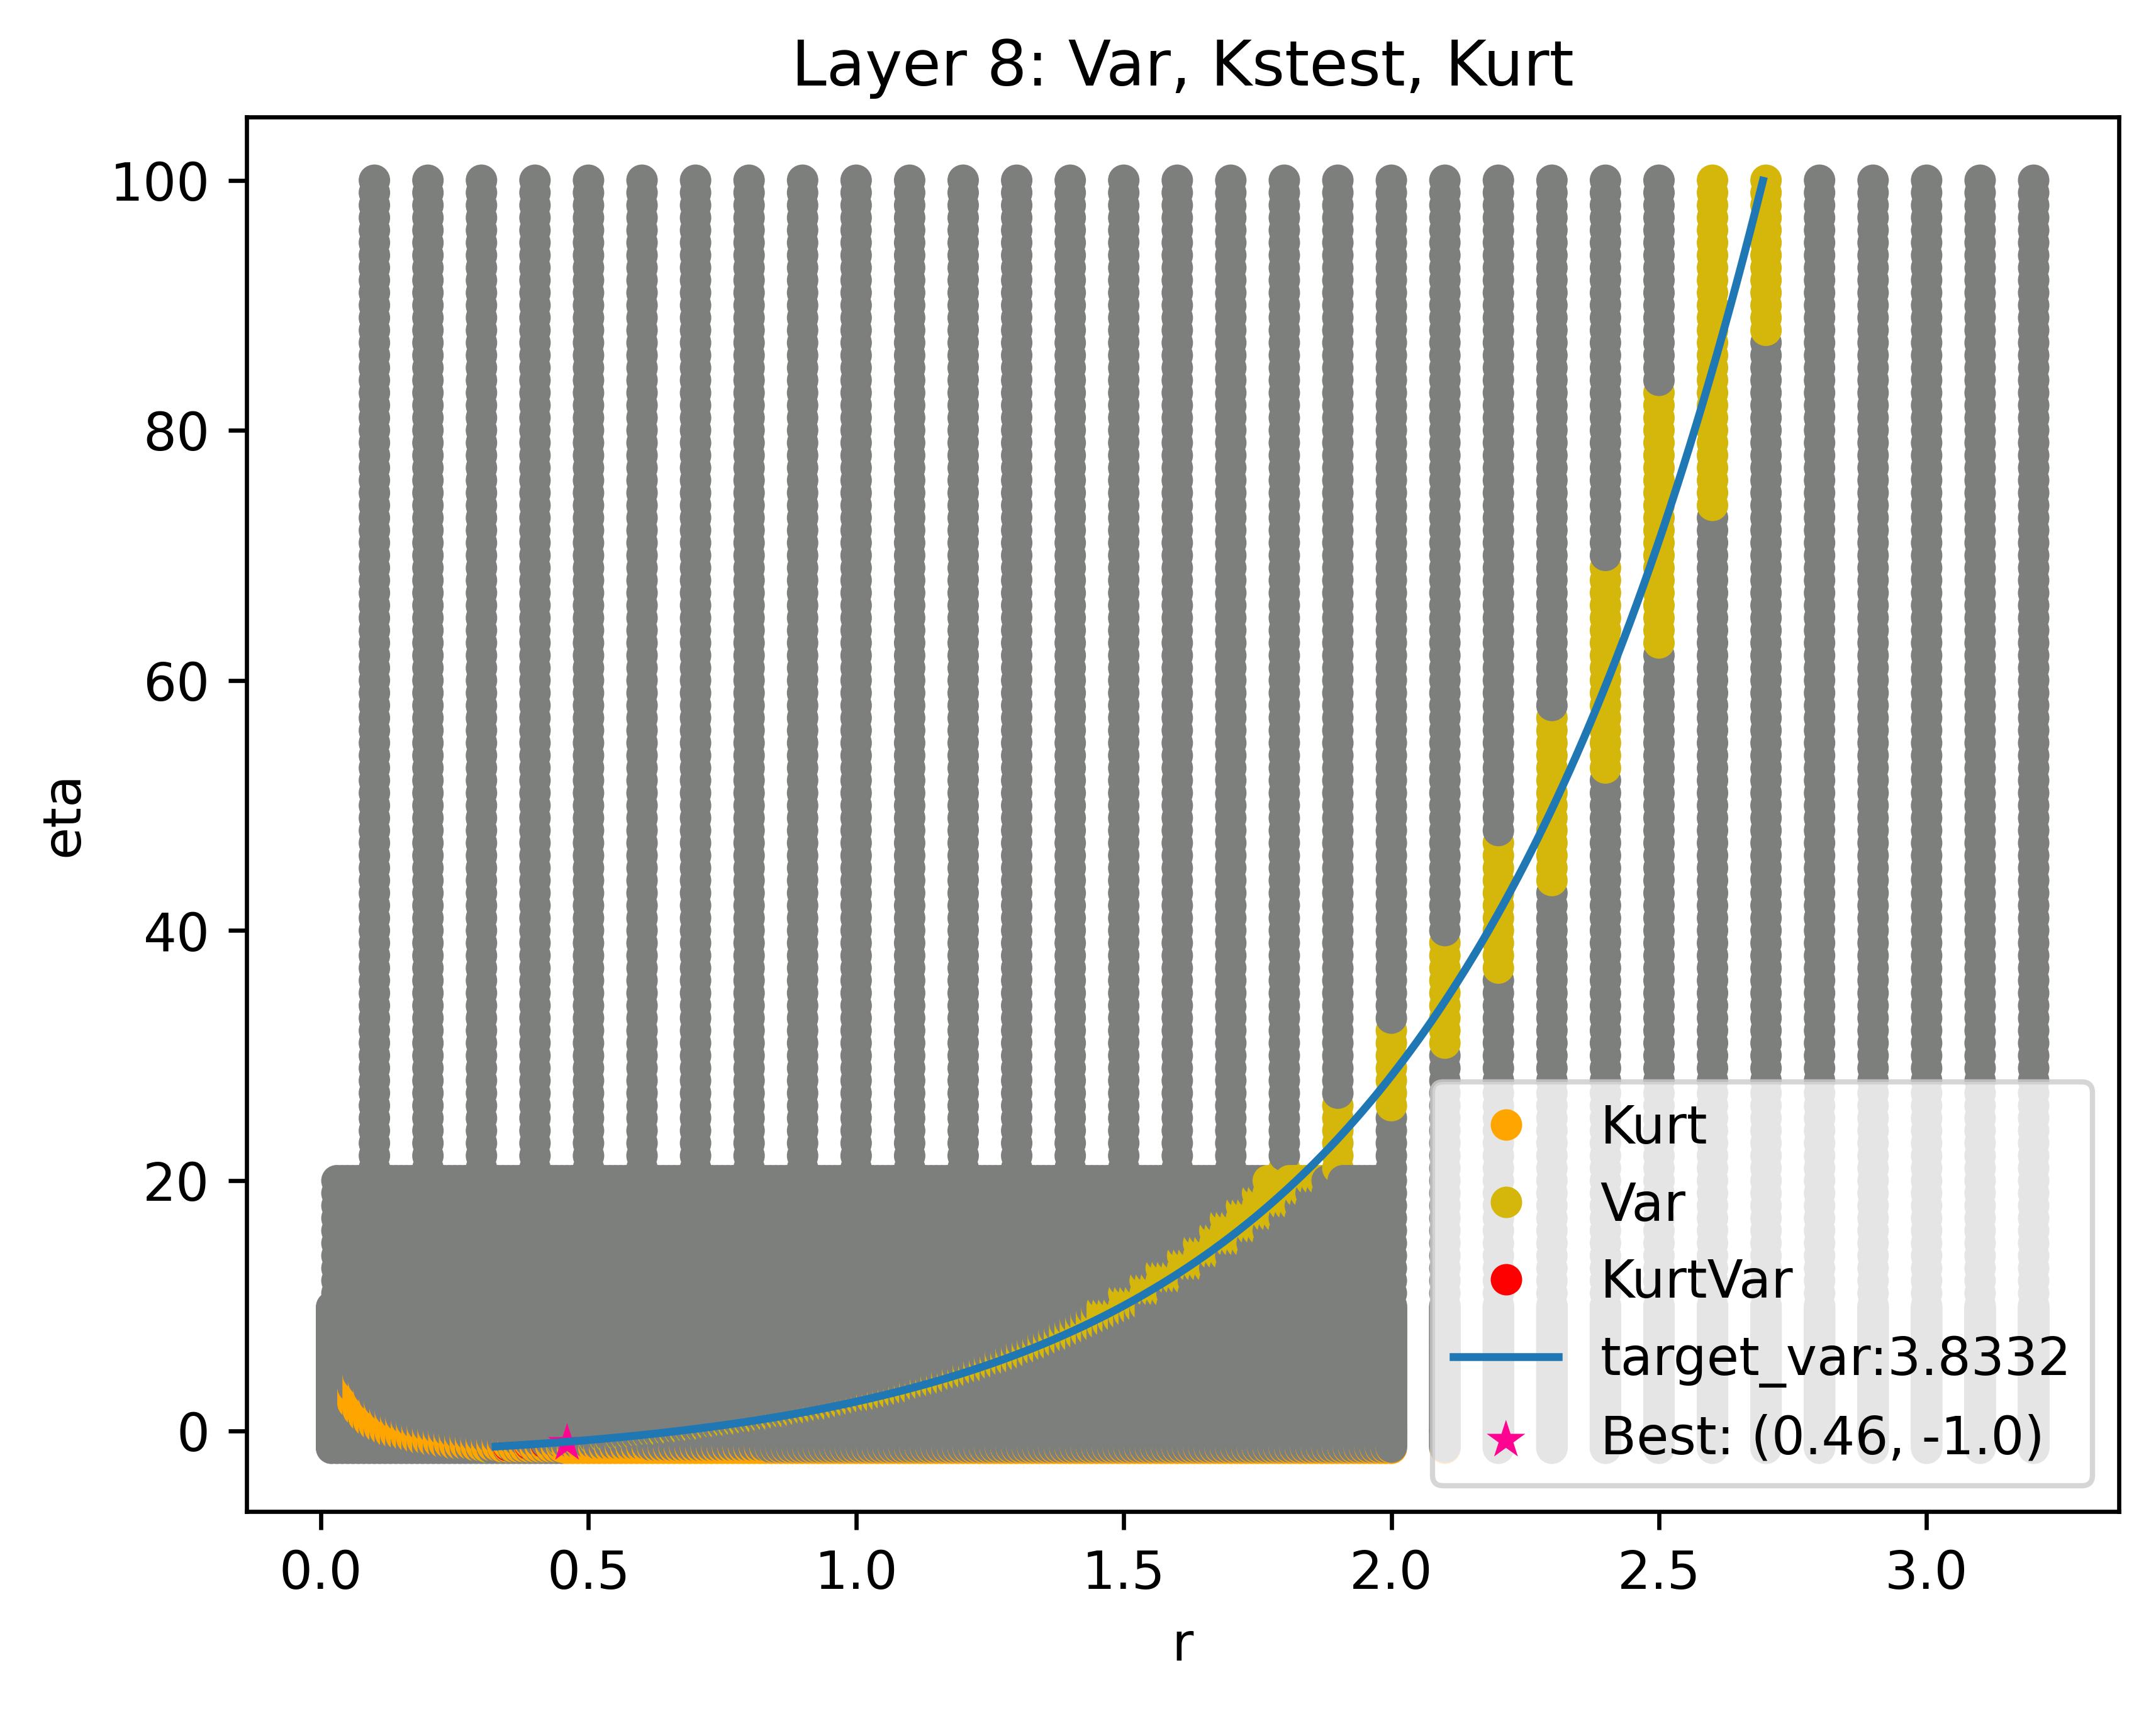 Layer 8: Var, Kstest, Kurt
100
80
60
40
20
0
eta
Kurt
Var
KurtVar
target_var:3.8332
Best: (0.46, -1.0)
0.0 0.5 1.0 1.5 2.0 2.5 3.0
r